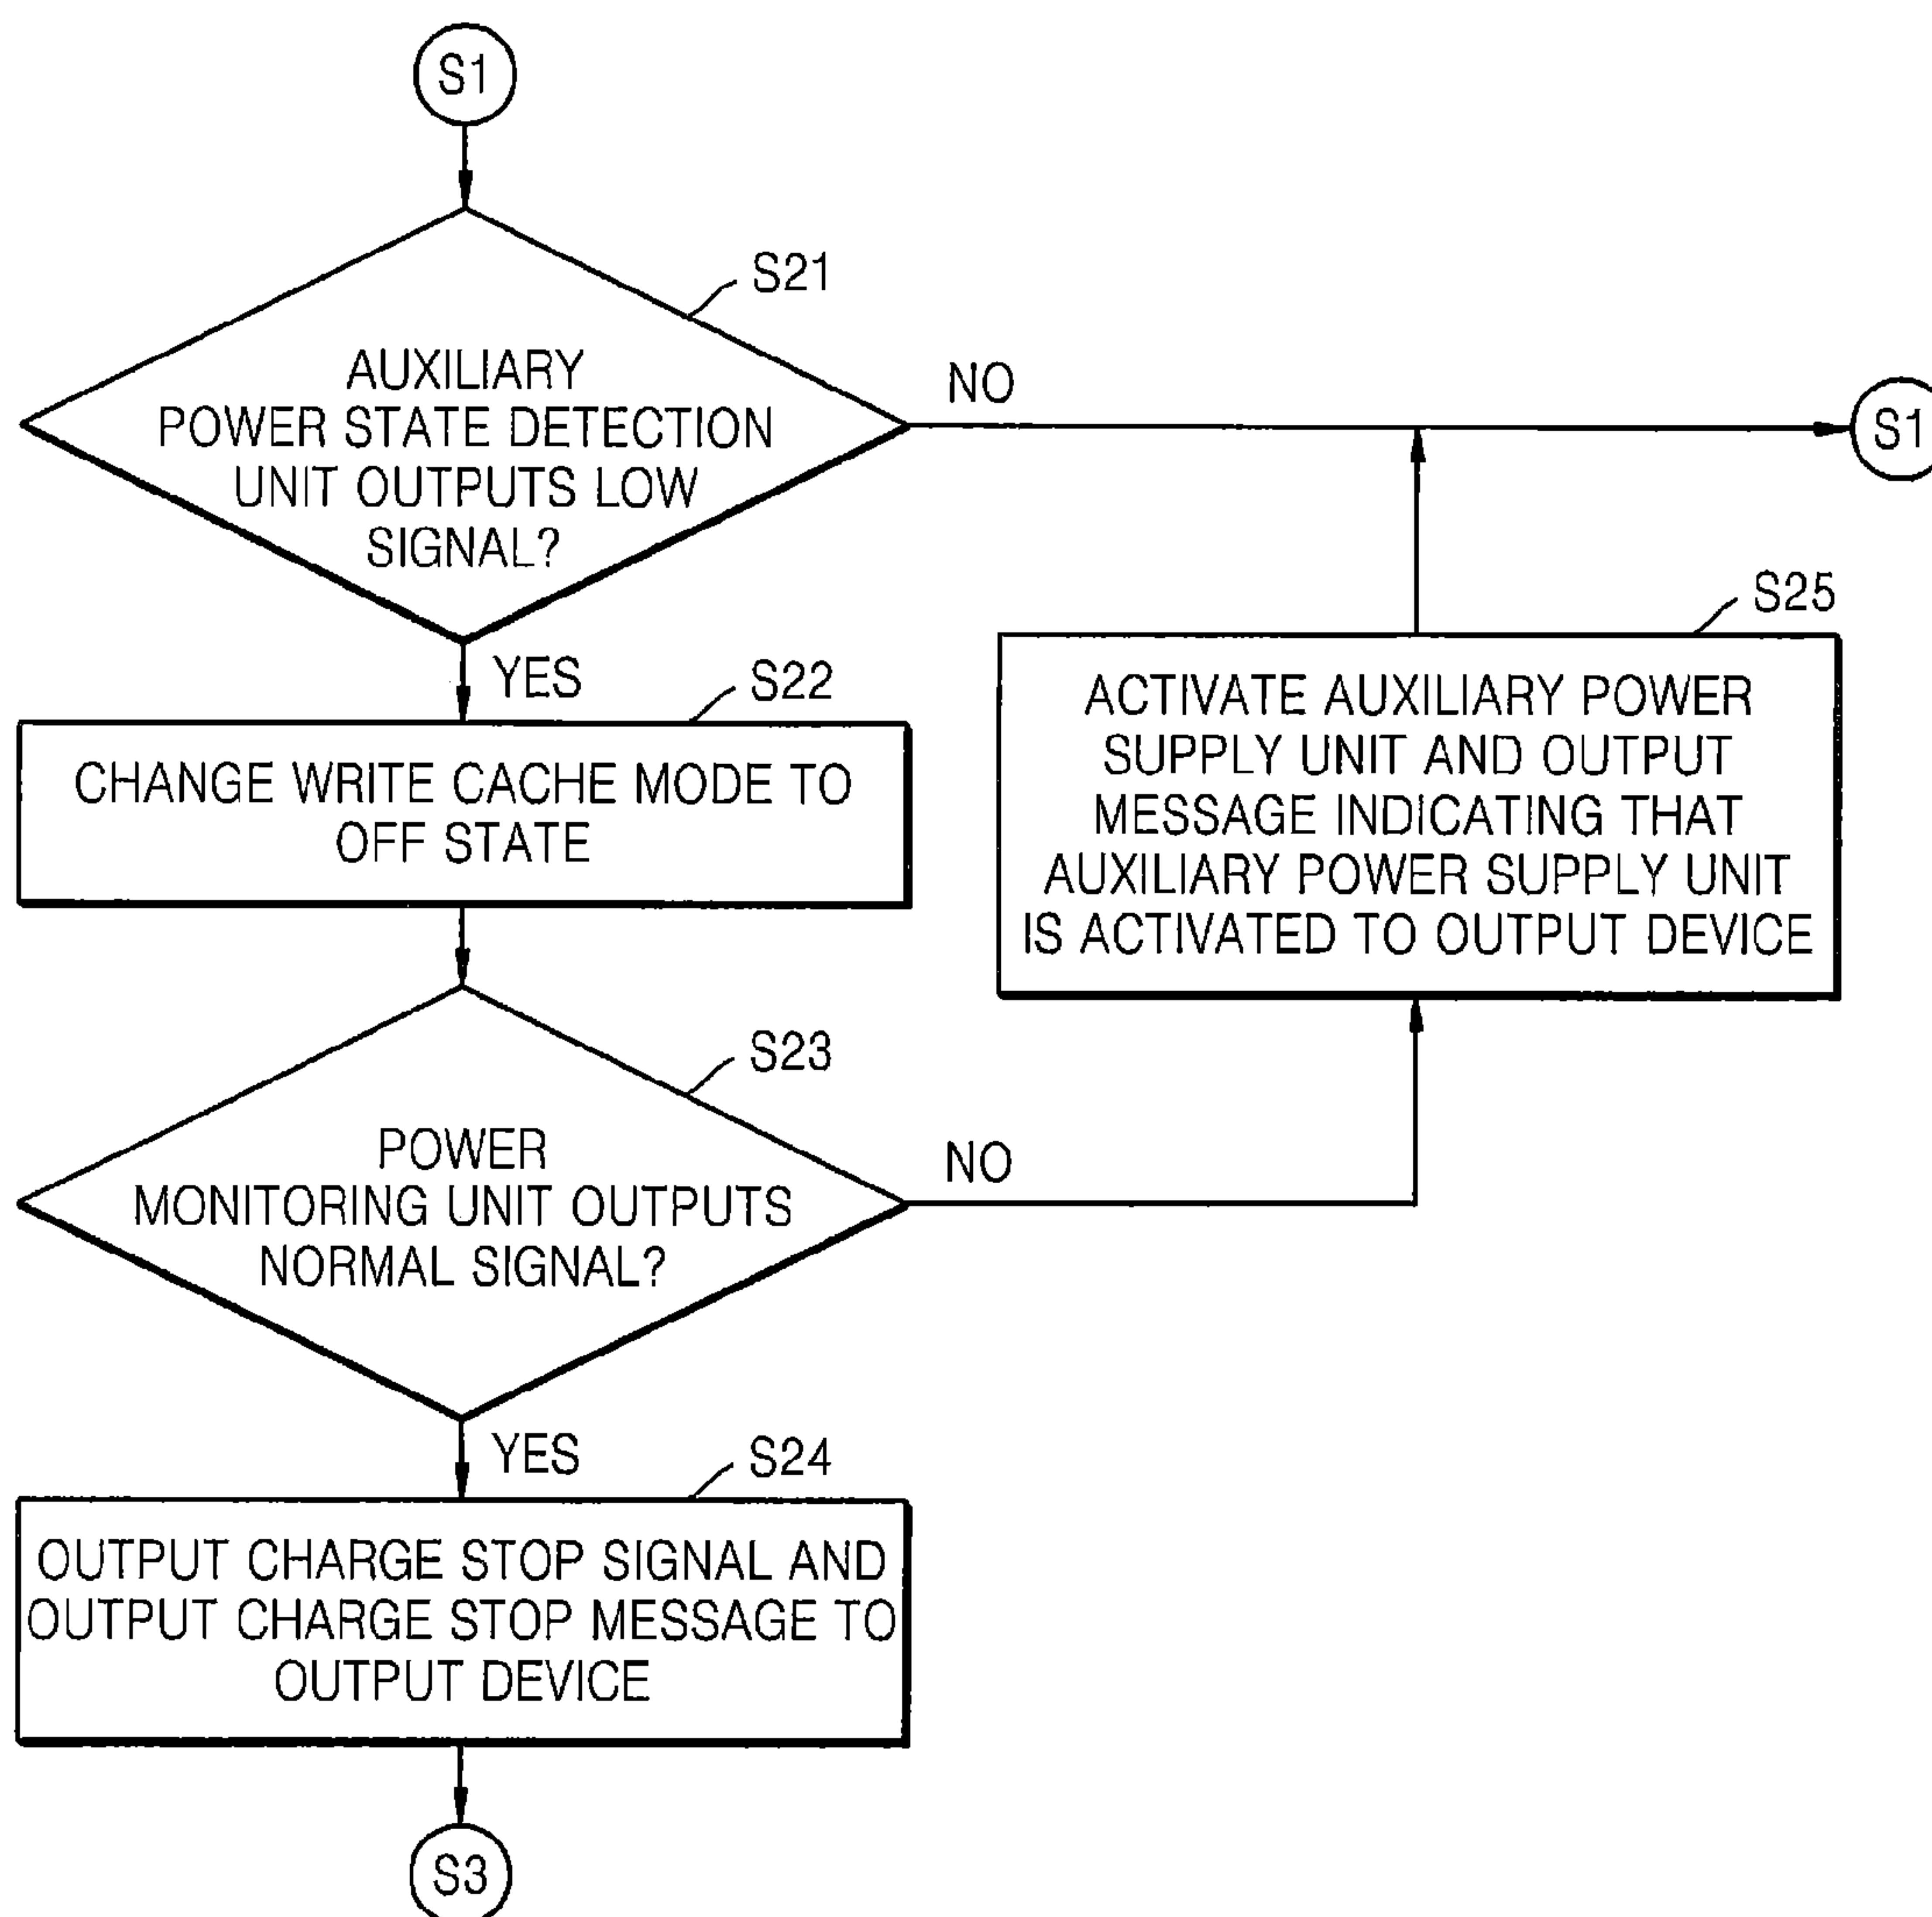 S1
S21
AUXILIARY
POWER STATE DETECTION
UNIT OUTPUTS LOW
SIGNAL?
NO
S1
YES
S22
CHANGE WRITE CACHE MODE TO
OFF STATE
S25
ACTIVATE AUXILIARY POWER
SUPPLY UNIT AND OUTPUT
MESSAGE INDICATING THAT
AUXILIARY POWER SUPPLY UNIT
IS ACTIVATED TO OUTPUT DEVICE
S23
POWER
MONITORING UNIT OUTPUTS
NORMAL SIGNAL?
NO
YES
S24
OUTPUT CHARGE STOP SIGNAL AND
OUTPUT CHARGE STOP MESSAGE TO
OUTPUT DEVICE
S3